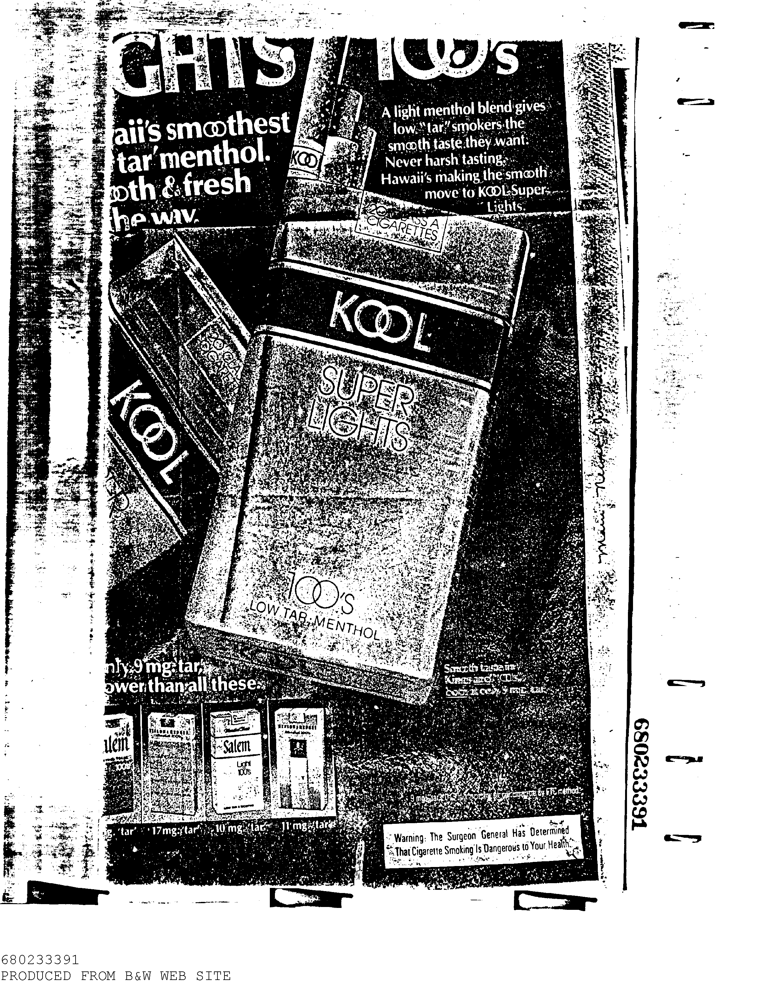 GHTS 100's
aii's smoothest
'tar' menthol.
oth & fresh
he way.
A light menthol blend gives
low "tar" smokers the
smooth taste they want.
Never harsh tasting.
Hawaii's making the smooth
move to KOOL Super
Lights.
KOOL
CIGARETTES
KOOL
SUPER
LIGHTS
KOOL
100's
LOW TAR MENTHOL
nly 9 mg. tar,
ower than all these.
Smooth taste in
Kings and 100's,
both at only 9 mg. tar.
alem
Salem
Light
100's
17 mg. 'tar' 10 mg. 'tar' 11 mg. 'tar'
by FTC method
Warning: The Surgeon General Has Determined
That Cigarette Smoking Is Dangerous to Your Health.
680233391
680233391
PRODUCED FROM B&W WEB SITE